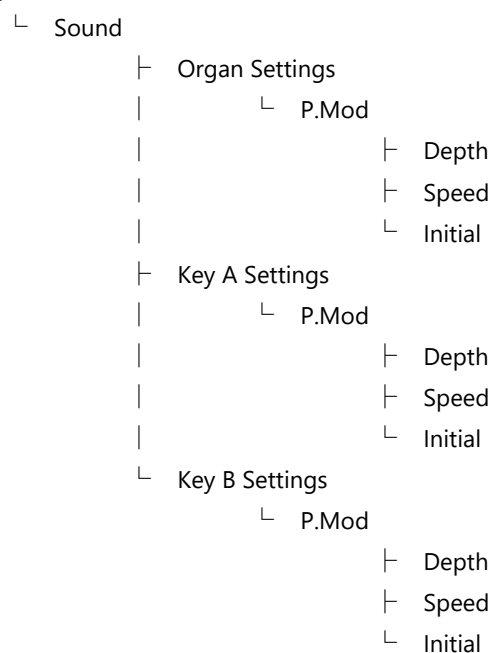 └ Sound
├ Organ Settings
│ └ P.Mod
│ ├ Depth
│ ├ Speed
│ └ Initial
├ Key A Settings
│ └ P.Mod
│ ├ Depth
│ ├ Speed
│ └ Initial
└ Key B Settings
└ P.Mod
├ Depth
├ Speed
└ Initial